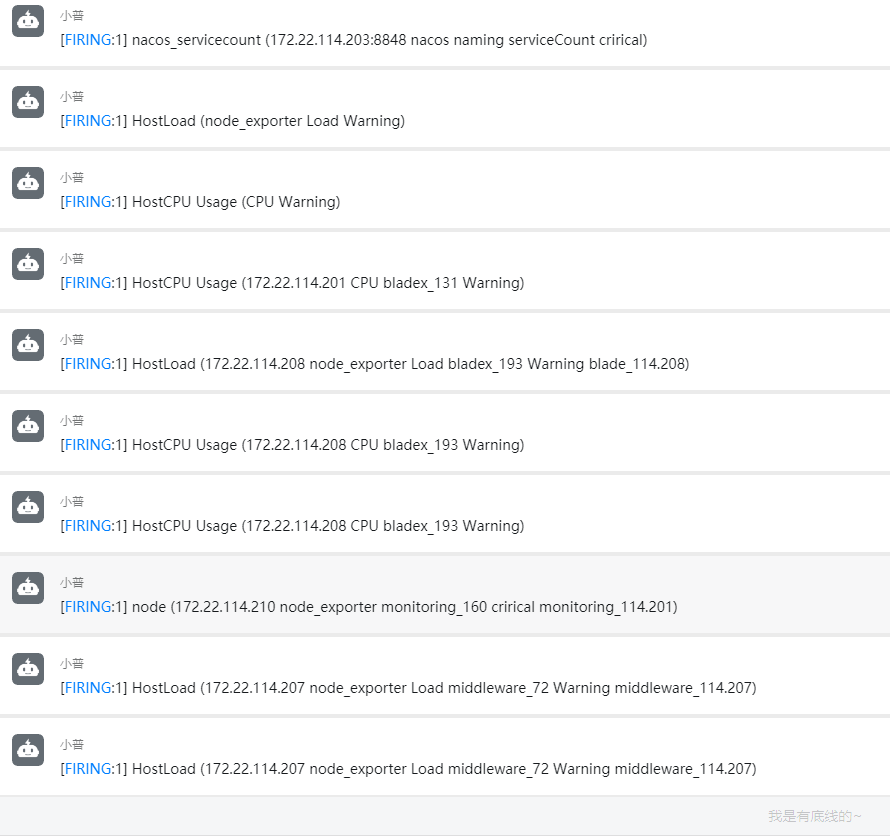 小普
[FIRING:1] nacos_servicecount (172.22.114.203:8848 nacos naming serviceCount crirical)
小普
[FIRING:1] HostLoad (node_exporter Load Warning)
小普
[FIRING:1] HostCPU Usage (CPU Warning)
小普
[FIRING:1] HostCPU Usage (172.22.114.201 CPU bladex_131 Warning)
小普
[FIRING:1] HostLoad (172.22.114.208 node_exporter Load bladex_193 Warning blade_114.208)
小普
[FIRING:1] HostCPU Usage (172.22.114.208 CPU bladex_193 Warning)
小普
[FIRING:1] HostCPU Usage (172.22.114.208 CPU bladex_193 Warning)
小普
[FIRING:1] node (172.22.114.210 node_exporter monitoring_160 crirical monitoring_114.201)
小普
[FIRING:1] HostLoad (172.22.114.207 node_exporter Load middleware_72 Warning middleware_114.207)
小普
[FIRING:1] HostLoad (172.22.114.207 node_exporter Load middleware_72 Warning middleware_114.207)
我是有底线的~